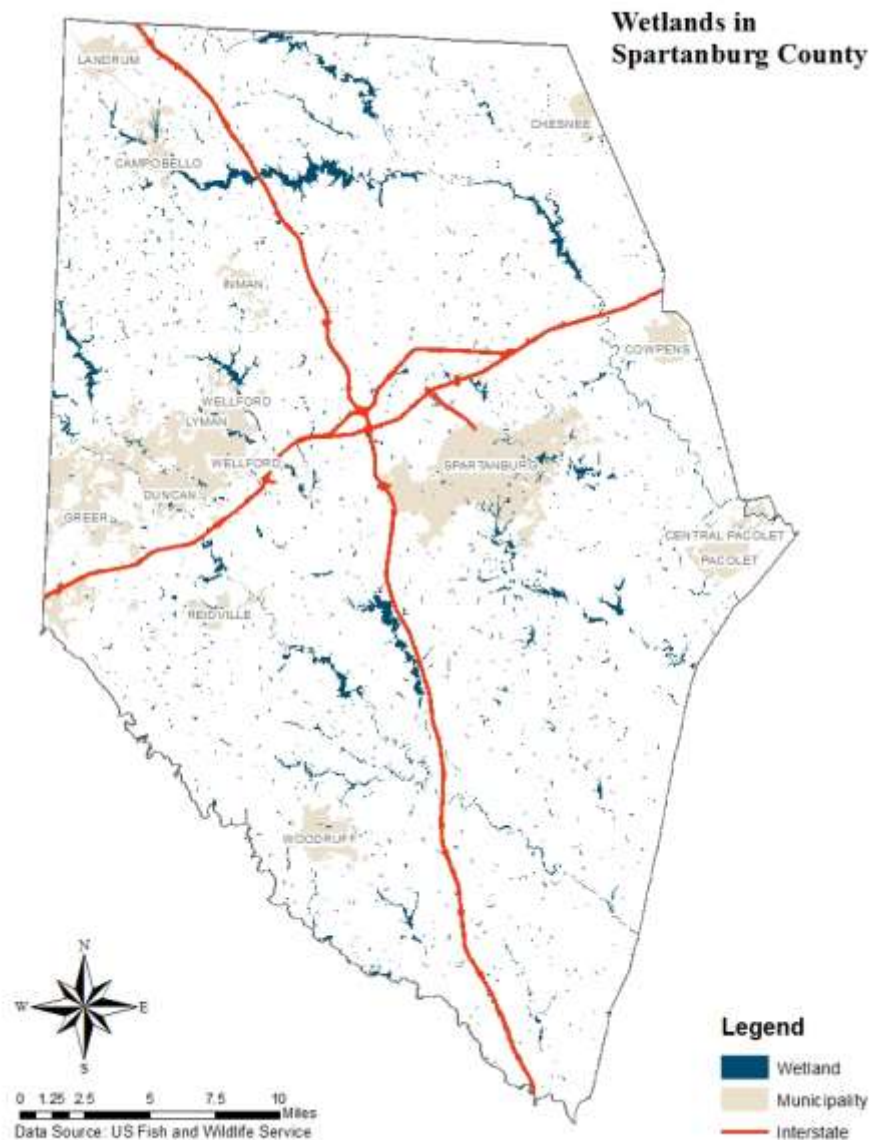 Wetlands in
Spartanburg County
LANDRUM
CHESNEE
CAMPOBELLO
INMAN
COWPENS
WELLFORD
LYMAN
WELLFORD
SPARTANBURG
DUNCAN
GREER
CENTRAL PACOLET
PACOLET
REIDVILLE
WOODRUFF
N
W
E
S
Legend
Wetland
Municipality
Interstate
0 1.25 2.5 5 7.5 10
Miles
Data Source: US Fish and Wildlife Service